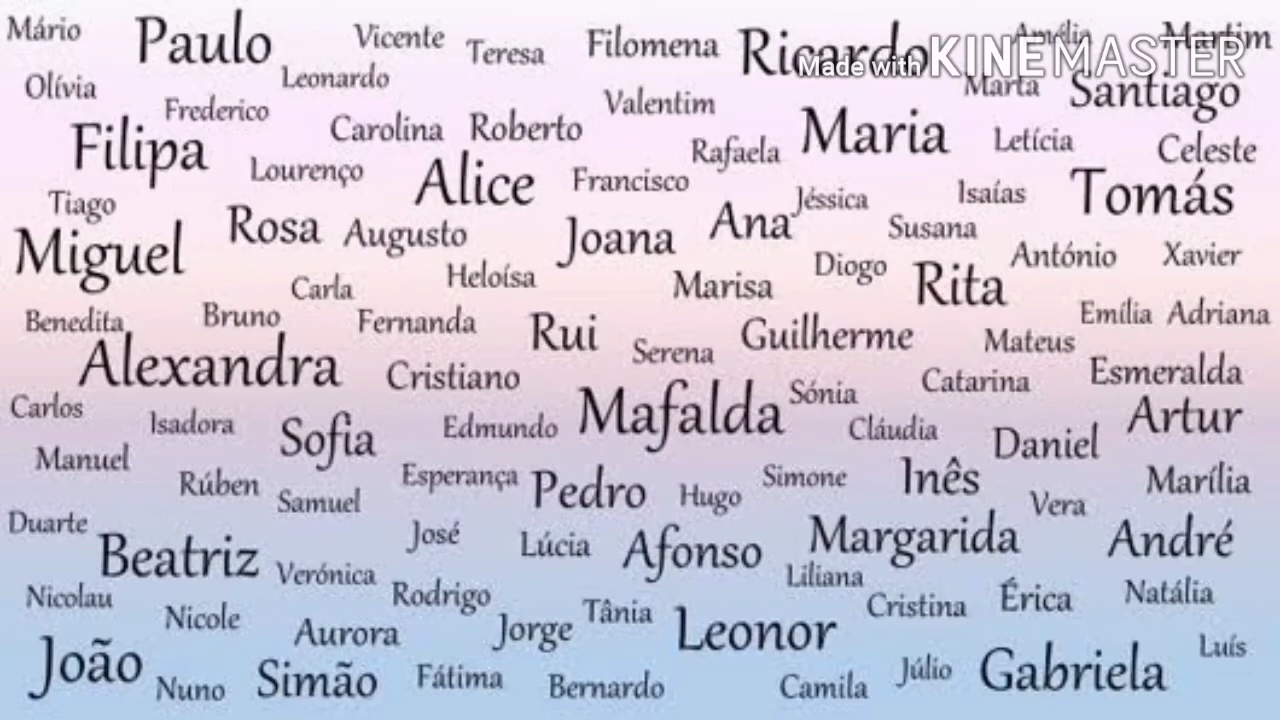 Mário Paulo Vicente Teresa Filomena Ricardo Amélia Martim
Made with KINEMASTER
Olívia Leonardo Marta Santiago
Frederico Valentim
Filipa Carolina Roberto Rafaela Maria Letícia Celeste
Lourenço Alice Francisco
Tiago Jéssica Isaías Tomás
Miguel Rosa Augusto Joana Ana Susana
Heloísa Diogo António Xavier
Carla Marisa Rita
Benedita Bruno Fernanda Rui Guilherme Emília Adriana
Alexandra Serena Mateus
Cristiano Sónia Catarina Esmeralda
Carlos Isadora Mafalda Artur
Sofia Edmundo Cláudia Daniel
Manuel Rúben Esperança Pedro Simone Inês Marília
Samuel Hugo Vera
Duarte José Lúcia Afonso Margarida André
Beatriz Verónica Liliana
Nicolau Rodrigo Cristina Érica Natália
Nicole Aurora Jorge Tânia Leonor
João Luís
Nuno Simão Fátima Bernardo Camila Júlio Gabriela